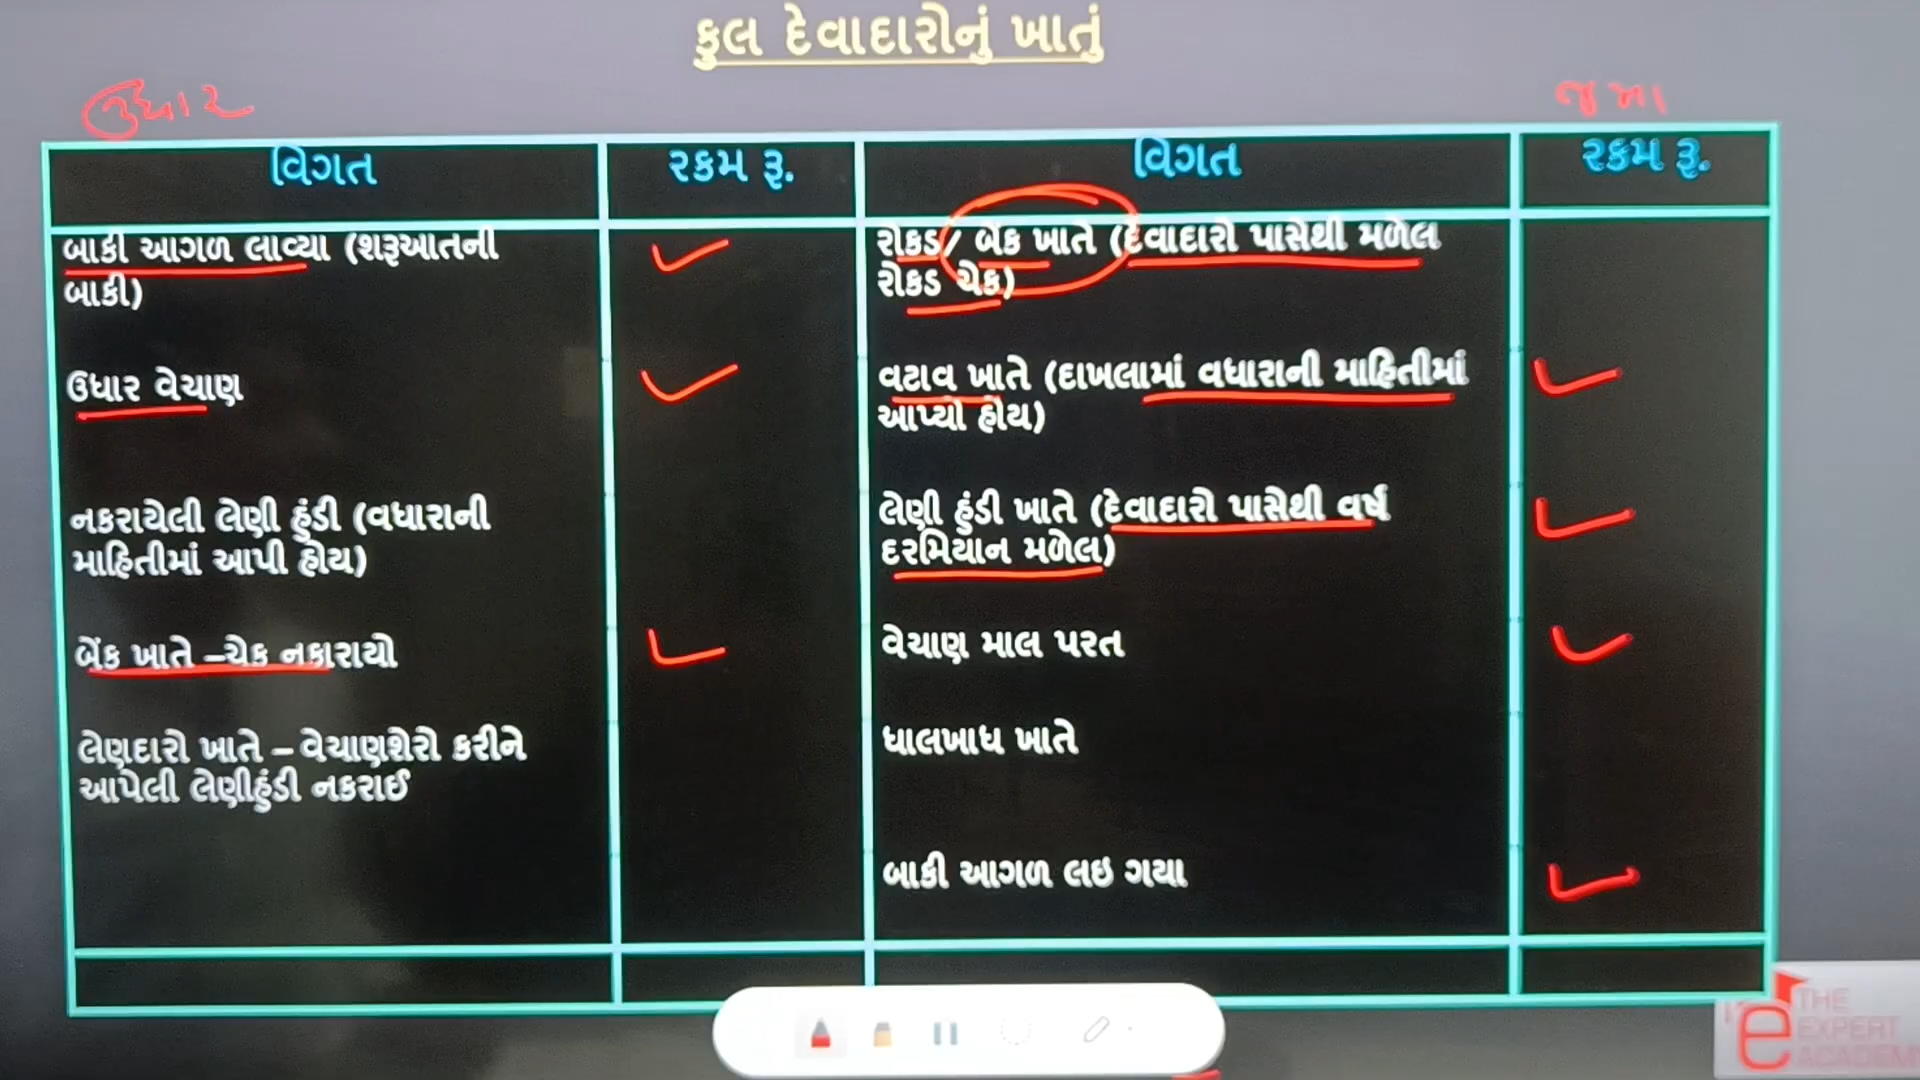 કુલ દેવાદારોનું ખાતું
ઉધાર
જમા
વિગત
રકમ રૂ.
વિગત
રકમ રૂ.
બાકી આગળ લાવ્યા (શરૂઆતની
બાકી)
ઉધાર વેચાણ
નકરાયેલી લેણી હુંડી (વધારાની
માહિતીમાં આપી હોય)
બેંક ખાતે –ચેક નકારાયો
લેણદારો ખાતે – વેચાણશેરો કરીને
આપેલી લેણીહુંડી નકરાઈ
રોકડ/ બેંક ખાતે (દેવાદારો પાસેથી મળેલ
રોકડ ચેક)
વટાવ ખાતે (દાખલામાં વધારાની માહિતીમાં
આપ્યો હોય)
લેણી હુંડી ખાતે (દેવાદારો પાસેથી વર્ષ
દરમિયાન મળેલ)
વેચાણ માલ પરત
ઘાલખાધ ખાતે
બાકી આગળ લઇ ગયા
THE
EXPERT
ACADEM